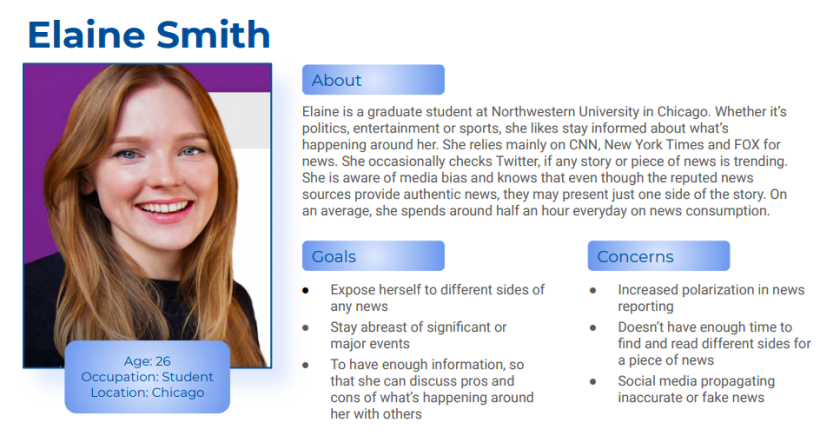 Elaine Smith
About
Elaine is a graduate student at Northwestern University in Chicago. Whether it's
politics, entertainment or sports, she likes stay informed about what's
happening around her. She relies mainly on CNN, New York Times and FOX for
news. She occasionally checks Twitter, if any story or piece of news is trending.
She is aware of media bias and knows that even though the reputed news
sources provide authentic news, they may present just one side of the story. On
an average, she spends around half an hour everyday on news consumption.
Goals
● Expose herself to different sides of
any news
● Stay abreast of significant or
major events
● To have enough information, so
that she can discuss pros and
cons of what's happening around
her with others
Concerns
● Increased polarization in news
reporting
● Doesn't have enough time to
find and read different sides for
a piece of news
● Social media propagating
inaccurate or fake news
Age: 26
Occupation: Student
Location: Chicago